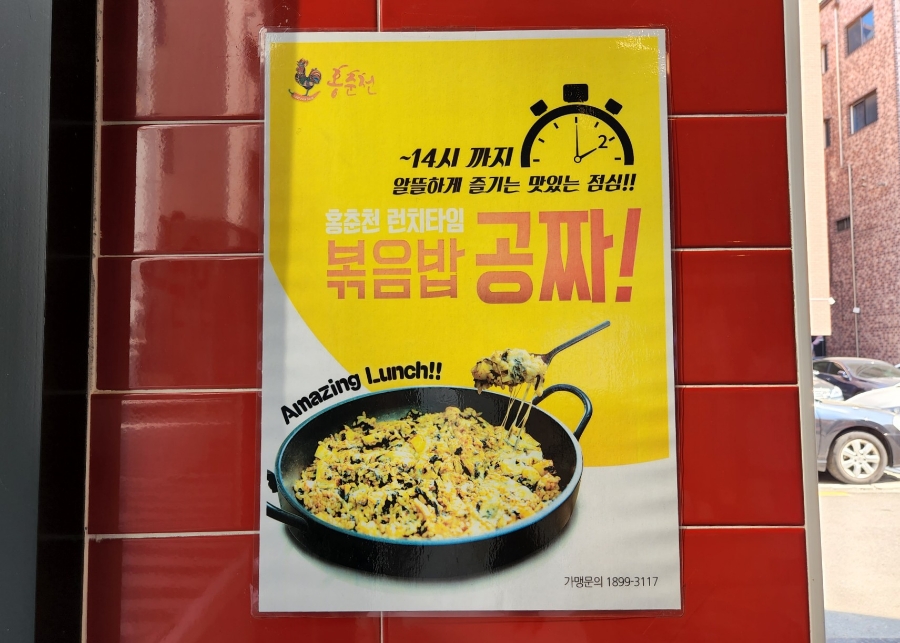 홍춘천
2
~14시 까지
알뜰하게 즐기는 맛있는 점심!!
홍춘천 런치타임
볶음밥 공짜!
Amazing Lunch!!
가맹문의 1899-3117